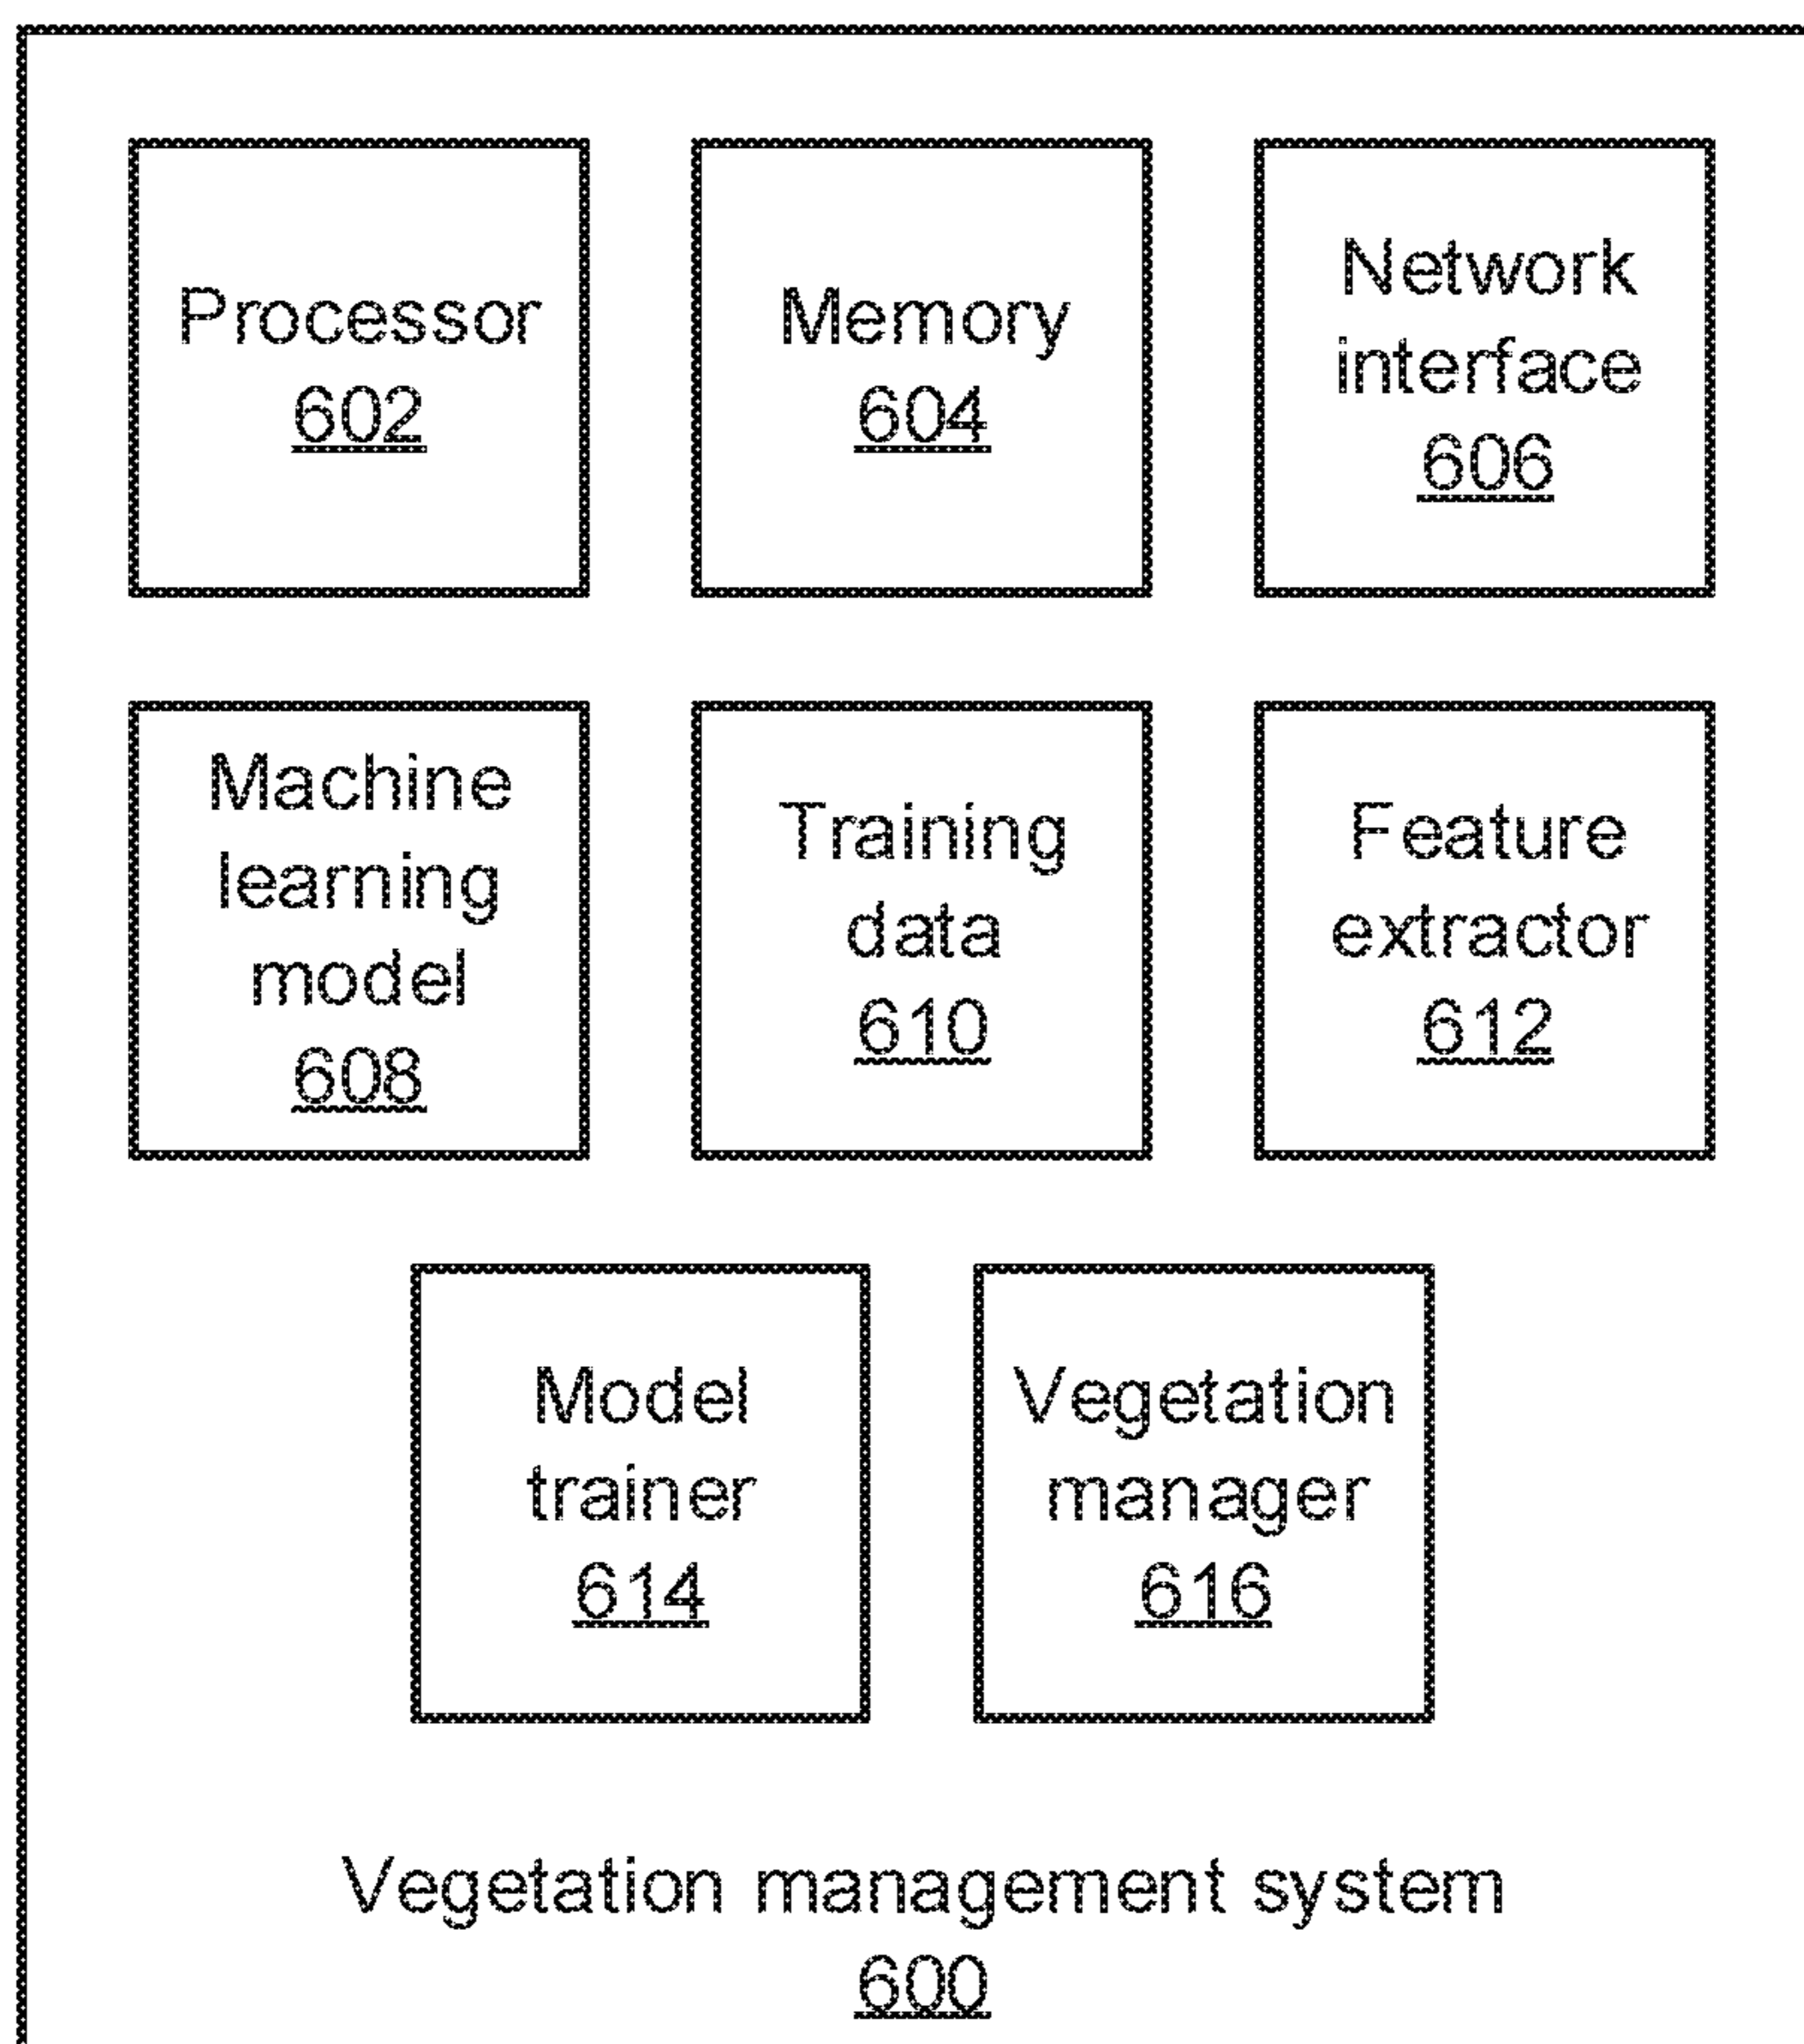 Processor
602
Memory
604
Network
interface
606
Machine
learning
model
608
Training
data
610
Feature
extractor
612
Model
trainer
614
Vegetation
manager
616
Vegetation management system
600